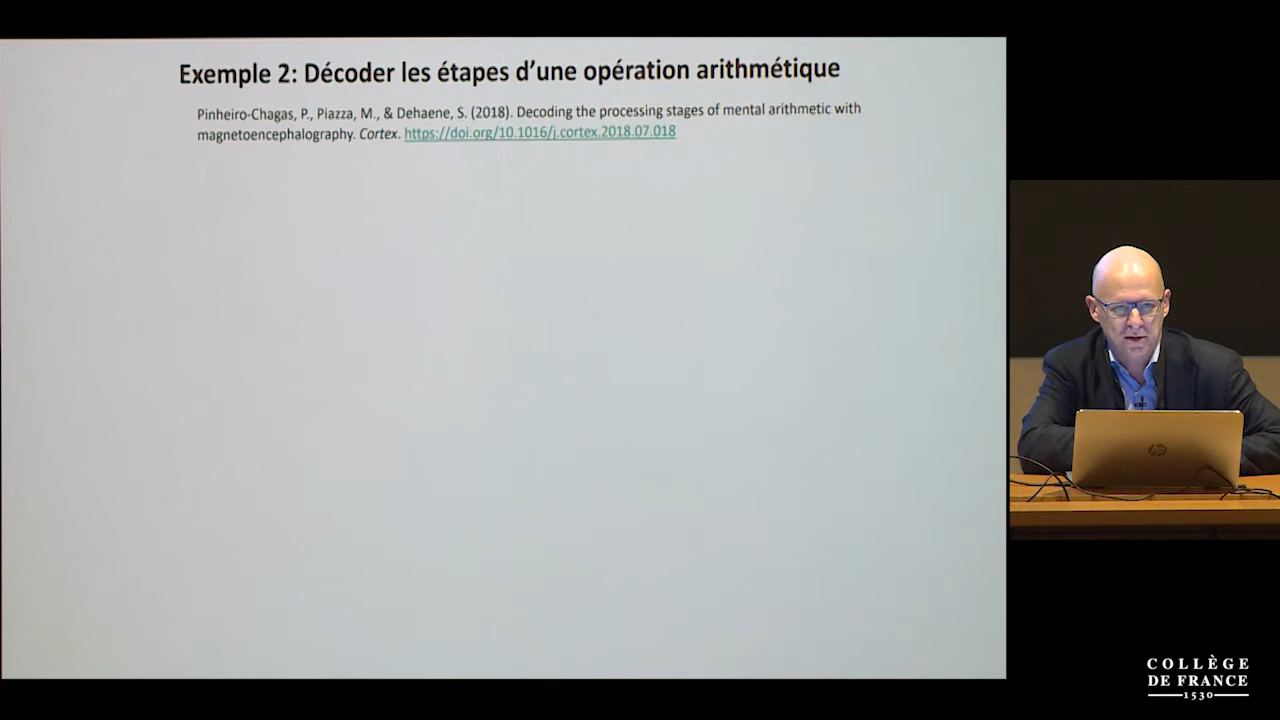 Exemple 2: Décoder les étapes d’une opération arithmétique
Pinheiro-Chagas, P., Piazza, M., & Dehaene, S. (2018). Decoding the processing stages of mental arithmetic with
magnetoencephalography. Cortex. https://doi.org/10.1016/j.cortex.2018.07.018
hp
COLLÈGE
DE FRANCE
1530